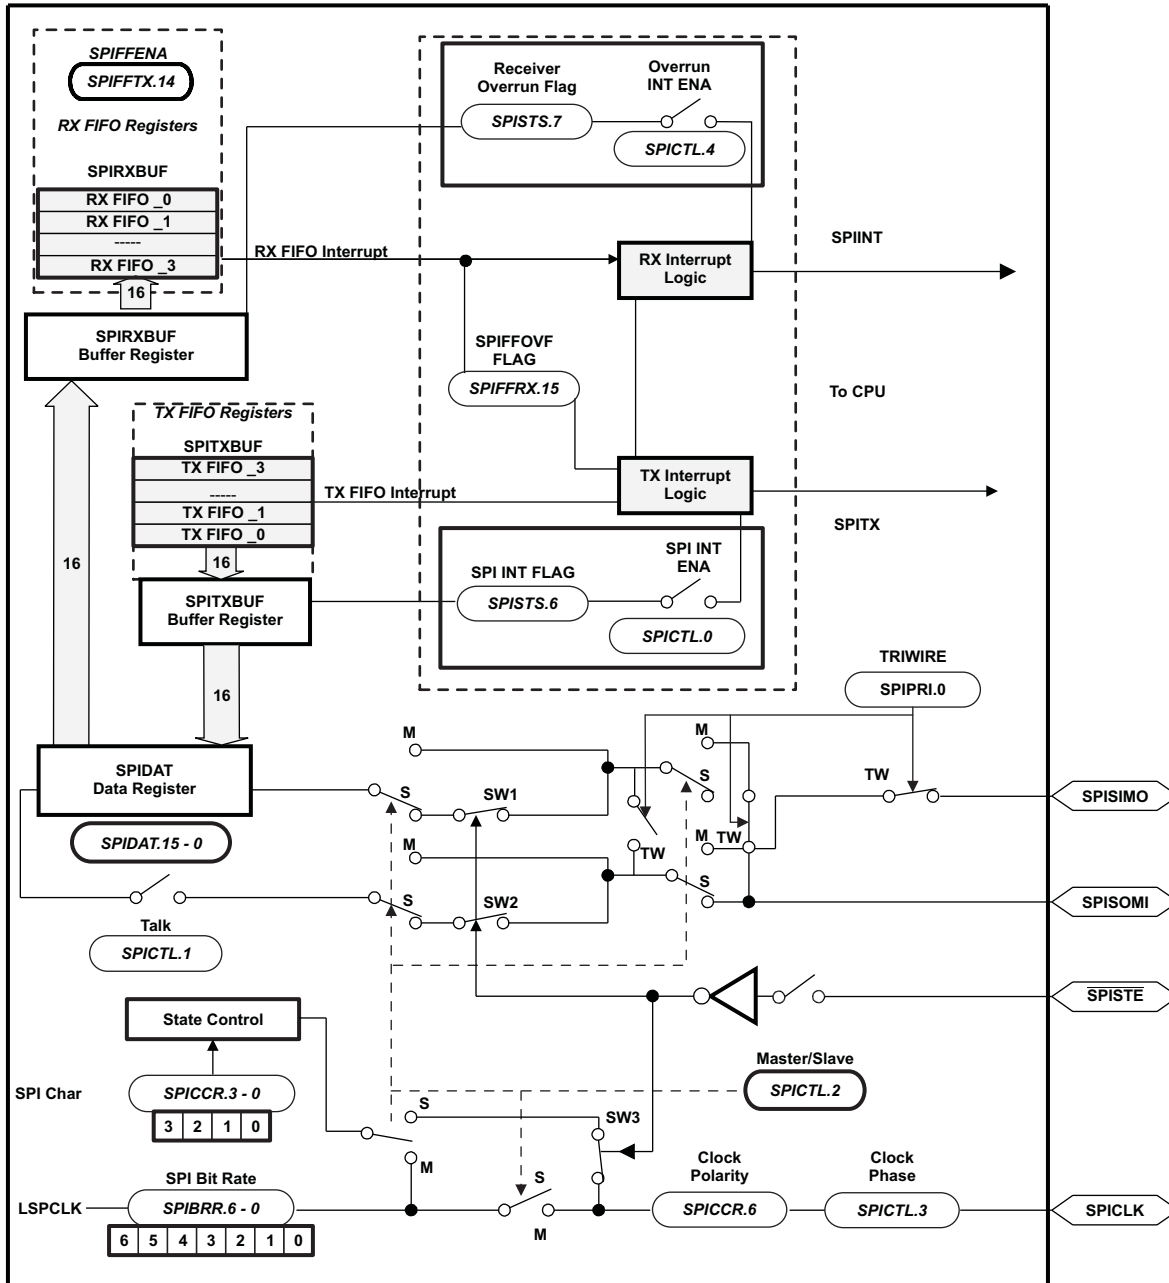 SPIFFENA
SPIFFTX.14
RX FIFO Registers
SPIRXBUF
RX FIFO _0
RX FIFO _1
-----
RX FIFO _3
16
SPIRXBUF
Buffer Register
Receiver
Overrun Flag
SPISTS.7
Overrun
INT ENA
SPICTL.4
RX FIFO Interrupt
RX Interrupt
Logic
SPIINT
SPIFFOVF
FLAG
SPIFFRX.15
To CPU
TX FIFO Registers
SPITXBUF
TX FIFO _3
-----
TX FIFO _1
TX FIFO _0
TX FIFO Interrupt
TX Interrupt
Logic
SPITX
16
16
SPITXBUF
Buffer Register
SPI INT FLAG
SPISTS.6
SPI INT
ENA
SPICTL.0
16
TRIWIRE
SPIPRI.0
SPIDAT
Data Register
SPIDAT.15 - 0
M
S
SW1
M
S
TW
SPISIMO
M
S
SW2
TW
M
TW
S
SPISOMI
Talk
SPICTL.1
SPISTE
State Control
Master/Slave
SPICTL.2
SPI Char
SPICCR.3 - 0
3 2 1 0
S
M
SW3
SPI Bit Rate
LSPCLK
SPIBRR.6 - 0
6 5 4 3 2 1 0
S
M
Clock
Polarity
SPICCR.6
Clock
Phase
SPICTL.3
SPICLK